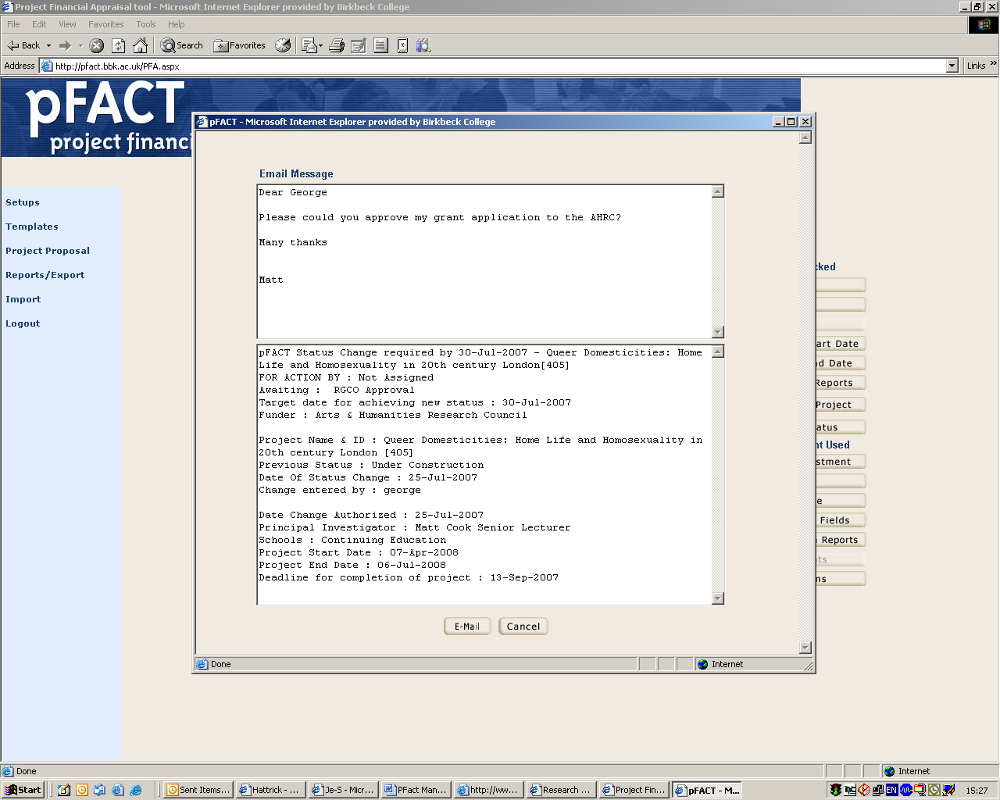 Project Financial Appraisal tool - Microsoft Internet Explorer provided by Birkbeck College
File Edit View Favorites Tools Help
Back Search Favorites
Address http://pfact.bbk.ac.uk/PFA.aspx Links
pFACT
project financi
Setups
Templates
Project Proposal
Reports/Export
Import
Logout
pFACT - Microsoft Internet Explorer provided by Birkbeck College
Email Message
Dear George
Please could you approve my grant application to the AHRC?
Many thanks
Matt
pFACT Status Change required by 30-Jul-2007 - Queer Domesticities: Home
Life and Homosexuality in 20th century London[405]
FOR ACTION BY : Not Assigned
Awaiting :  RGCO Approval
Target date for achieving new status : 30-Jul-2007
Funder : Arts & Humanities Research Council
Project Name & ID : Queer Domesticities: Home Life and Homosexuality in
20th century London [405]
Previous Status : Under Construction
Date Of Status Change : 25-Jul-2007
Change entered by : george
Date Change Authorized : 25-Jul-2007
Principal Investigator : Matt Cook Senior Lecturer
Schools : Continuing Education
Project Start Date : 07-Apr-2008
Project End Date : 06-Jul-2008
Deadline for completion of project : 13-Sep-2007
E-Mail Cancel
Done Internet
cked
art Date
nd Date
Reports
Project
atus
nt Used
stment
e
Fields
n Reports
ts
ns
Done Internet
Start Sent Items... Hattrick - ... Je-S - Micr... PFact Man... http://ww... Research ... Project Fin... pFACT - M... EN 15:27